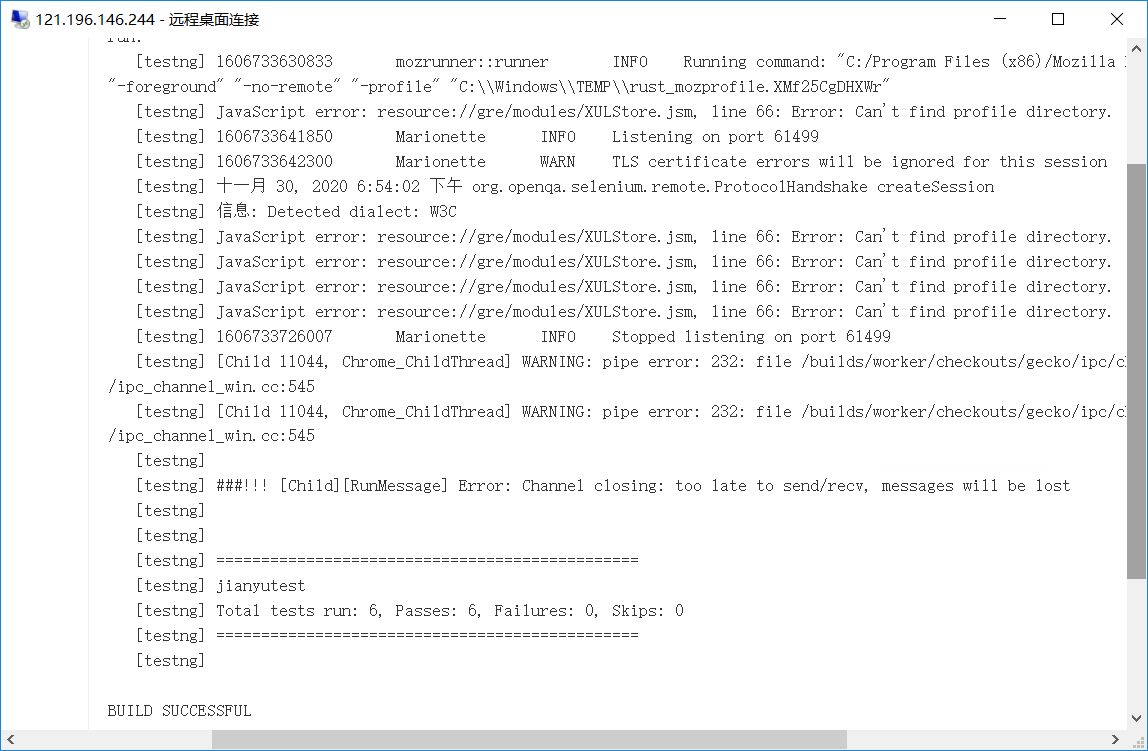 121.196.146.244 - 远程桌面连接
run:
[testng] 1606733630833 mozrunner::runner INFO Running command: "C:/Program Files (x86)/Mozilla
"-foreground" "-no-remote" "-profile" "C:\\Windows\\TEMP\\rust_mozprofile.XMf25CgDHXWr"
[testng] JavaScript error: resource://gre/modules/XULStore.jsm, line 66: Error: Can't find profile directory.
[testng] 1606733641850 Marionette INFO Listening on port 61499
[testng] 1606733642300 Marionette WARN TLS certificate errors will be ignored for this session
[testng] 十一月 30, 2020 6:54:02 下午 org.openqa.selenium.remote.ProtocolHandshake createSession
[testng] 信息: Detected dialect: W3C
[testng] JavaScript error: resource://gre/modules/XULStore.jsm, line 66: Error: Can't find profile directory.
[testng] JavaScript error: resource://gre/modules/XULStore.jsm, line 66: Error: Can't find profile directory.
[testng] JavaScript error: resource://gre/modules/XULStore.jsm, line 66: Error: Can't find profile directory.
[testng] JavaScript error: resource://gre/modules/XULStore.jsm, line 66: Error: Can't find profile directory.
[testng] 1606733726007 Marionette INFO Stopped listening on port 61499
[testng] [Child 11044, Chrome_ChildThread] WARNING: pipe error: 232: file /builds/worker/checkouts/gecko/ipc/c
/ipc_channel_win.cc:545
[testng] [Child 11044, Chrome_ChildThread] WARNING: pipe error: 232: file /builds/worker/checkouts/gecko/ipc/c
/ipc_channel_win.cc:545
[testng]
[testng] ###!!! [Child][RunMessage] Error: Channel closing: too late to send/recv, messages will be lost
[testng]
[testng]
[testng] ===============================================
[testng] jianyutest
[testng] Total tests run: 6, Passes: 6, Failures: 0, Skips: 0
[testng] ===============================================
[testng]
BUILD SUCCESSFUL